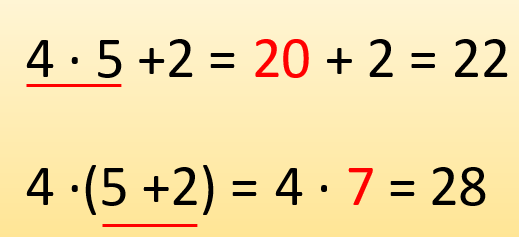 4 · 5 +2 = 20 + 2 = 22
4 ·(5 +2) = 4 · 7 = 28